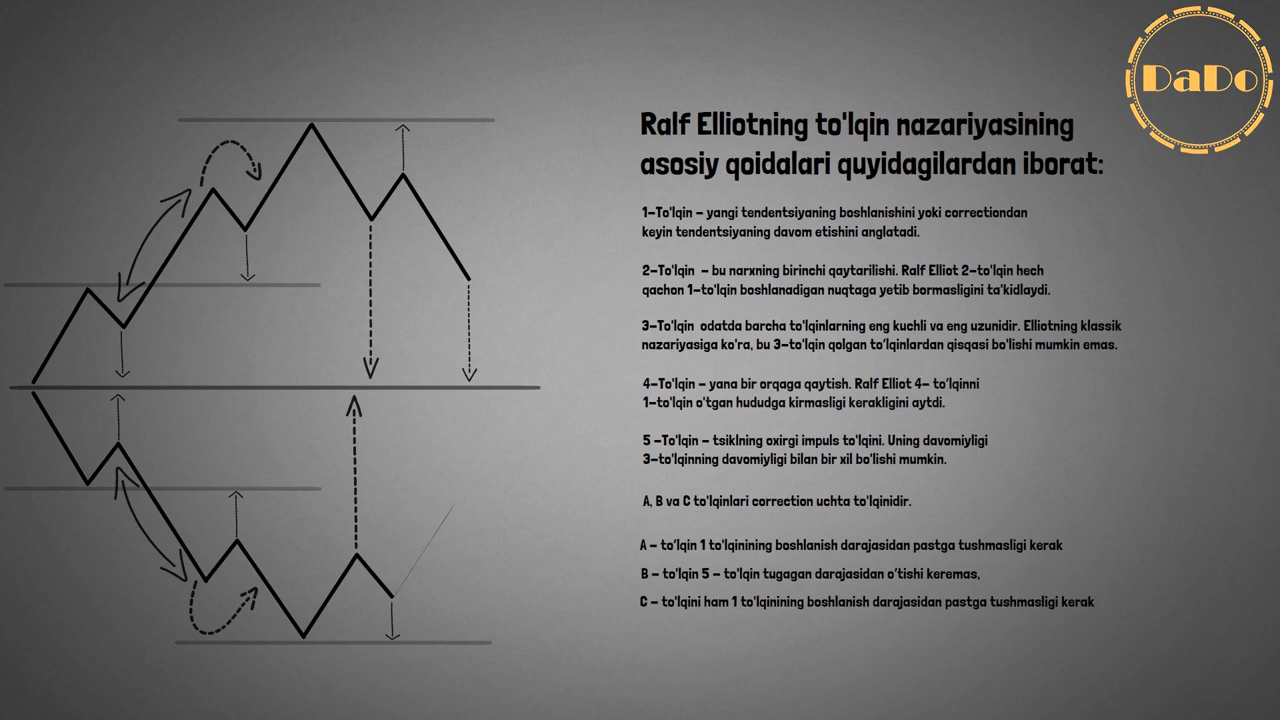 DaDo
Ralf Elliotning to'lqin nazariyasining
asosiy qoidalari quyidagilardan iborat:
1-To'lqin - yangi tendentsiyaning boshlanishini yoki correctiondan
keyin tendentsiyaning davom etishini anglatadi.
2-To'lqin - bu narxning birinchi qaytarilishi. Ralf Elliot 2-to'lqin hech
qachon 1-to'lqin boshlanadigan nuqtaga yetib bormasligini ta'kidlaydi.
3-To'lqin odatda barcha to'lqinlarning eng kuchli va eng uzunidir. Elliotning klassik
nazariyasiga ko'ra, bu 3-to'lqin qolgan to'lqinlardan qisqasi bo'lishi mumkin emas.
4-To'lqin - yana bir orqaga qaytish. Ralf Elliot 4- to'lqinni
1-to'lqin o'tgan hududga kirmasligi kerakligini aytdi.
5 -To'lqin - tsiklning oxirgi impuls to'lqini. Uning davomiyligi
3-to'lqinning davomiyligi bilan bir xil bo'lishi mumkin.
A, B va C to'lqinlari correction uchta to'lqinidir.
A - to'lqin 1 to'lqinining boshlanish darajasidan pastga tushmasligi kerak
B - to'lqin 5 - to'lqin tugagan darajasidan o'tishi keremas,
C - to'lqini ham 1 to'lqinining boshlanish darajasidan pastga tushmasligi kerak